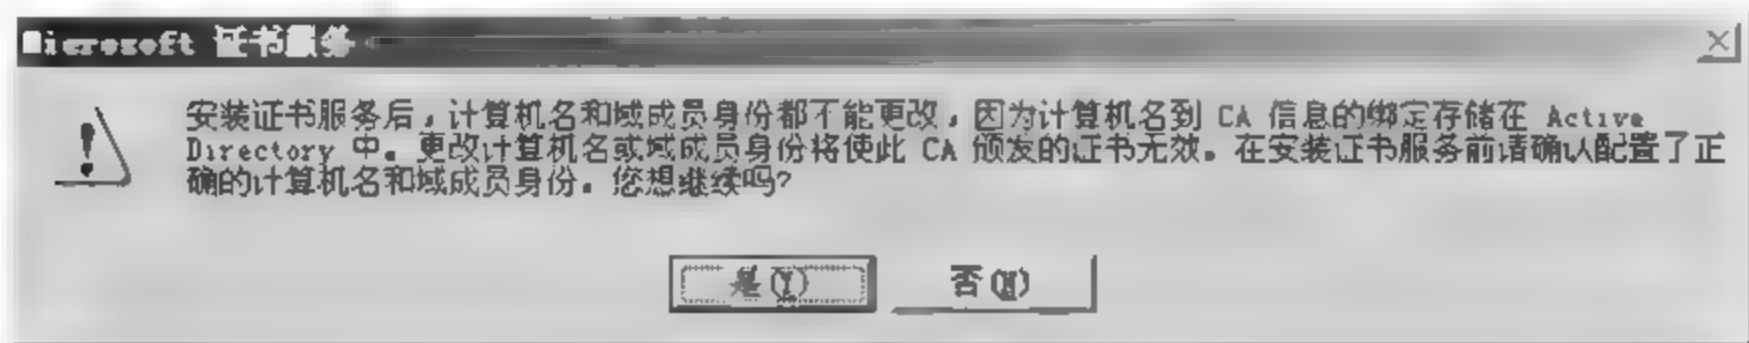 Microsoft 证书服务
安装证书服务后,计算机名和域成员身份都不能更改,因为计算机名到 CA 信息的绑定存储在 Active
Directory 中。更改计算机名或域成员身份将使此 CA 颁发的证书无效。在安装证书服务前请确认配置了正
确的计算机名和域成员身份。您想继续吗?
是(Y) 否(N)